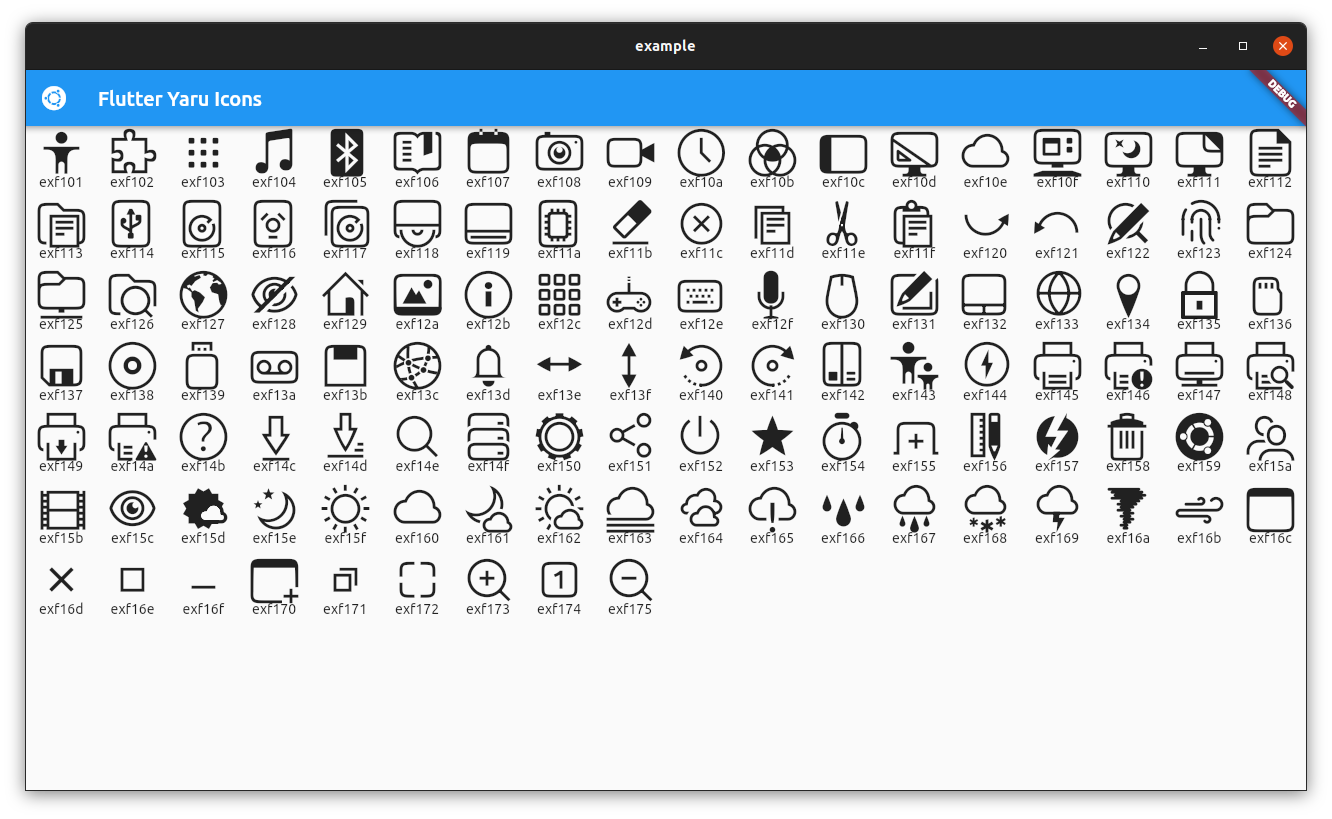 example
Flutter Yaru Icons
DEBUG
exf101 exf102 exf103 exf104 exf105 exf106 exf107 exf108 exf109 exf10a exf10b exf10c exf10d exf10e exf10f exf110 exf111 exf112
exf113 exf114 exf115 exf116 exf117 exf118 exf119 exf11a exf11b exf11c exf11d exf11e exf11f exf120 exf121 exf122 exf123 exf124
exf125 exf126 exf127 exf128 exf129 exf12a exf12b exf12c exf12d exf12e exf12f exf130 exf131 exf132 exf133 exf134 exf135 exf136
exf137 exf138 exf139 exf13a exf13b exf13c exf13d exf13e exf13f exf140 exf141 exf142 exf143 exf144 exf145 exf146 exf147 exf148
?
exf149 exf14a exf14b exf14c exf14d exf14e exf14f exf150 exf151 exf152 exf153 exf154 exf155 exf156 exf157 exf158 exf159 exf15a
exf15b exf15c exf15d exf15e exf15f exf160 exf161 exf162 exf163 exf164 exf165 exf166 exf167 exf168 exf169 exf16a exf16b exf16c
1
exf16d exf16e exf16f exf170 exf171 exf172 exf173 exf174 exf175